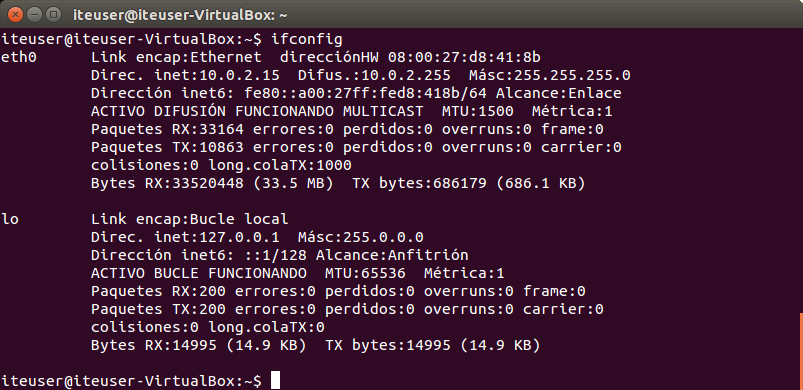 iteuser@iteuser-VirtualBox: ~
iteuser@iteuser-VirtualBox:~$ ifconfig
eth0      Link encap:Ethernet  direcciónHW 08:00:27:d8:41:8b
          Direc. inet:10.0.2.15  Difus.:10.0.2.255  Másc:255.255.255.0
          Dirección inet6: fe80::a00:27ff:fed8:418b/64 Alcance:Enlace
          ACTIVO DIFUSIÓN FUNCIONANDO MULTICAST  MTU:1500  Métrica:1
          Paquetes RX:33164 errores:0 perdidos:0 overruns:0 frame:0
          Paquetes TX:10863 errores:0 perdidos:0 overruns:0 carrier:0
          colisiones:0 long.colaTX:1000
          Bytes RX:33520448 (33.5 MB)  TX bytes:686179 (686.1 KB)
lo        Link encap:Bucle local
          Direc. inet:127.0.0.1  Másc:255.0.0.0
          Dirección inet6: ::1/128 Alcance:Anfitrión
          ACTIVO BUCLE FUNCIONANDO  MTU:65536  Métrica:1
          Paquetes RX:200 errores:0 perdidos:0 overruns:0 frame:0
          Paquetes TX:200 errores:0 perdidos:0 overruns:0 carrier:0
          colisiones:0 long.colaTX:0
          Bytes RX:14995 (14.9 KB)  TX bytes:14995 (14.9 KB)
iteuser@iteuser-VirtualBox:~$